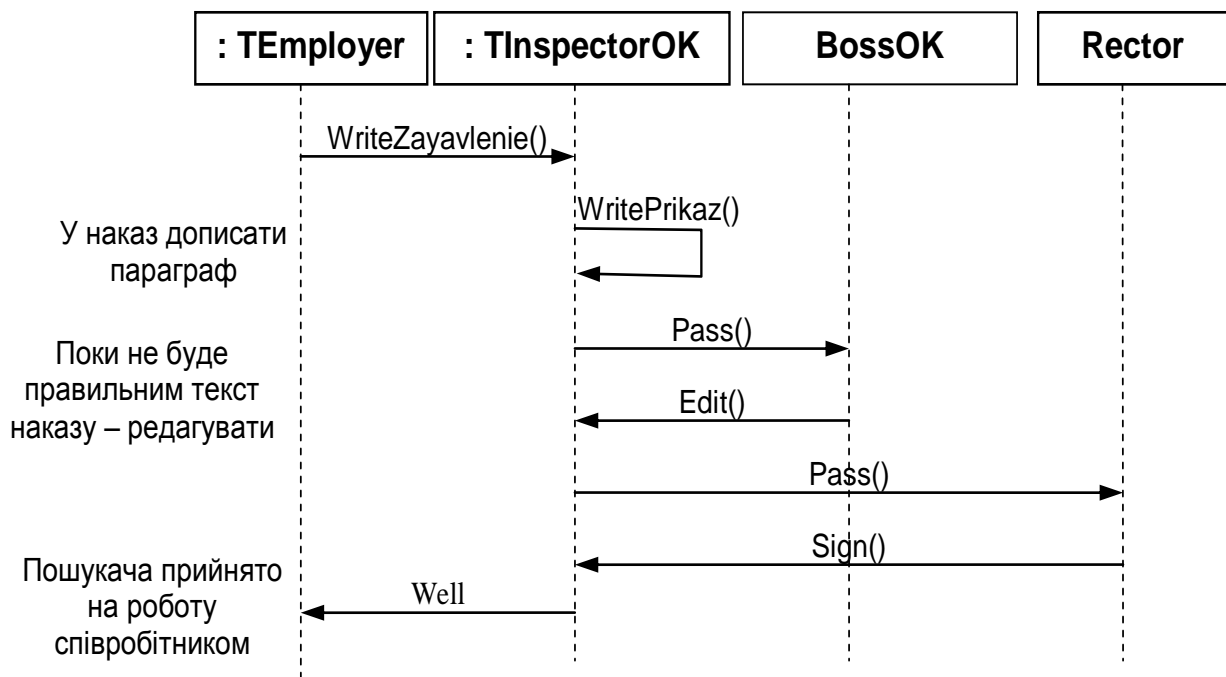 : TEmployer
: TInspectorOK
BossOK
Rector
WriteZayavlenie()
WritePrikaz()
У наказ дописати
параграф
Pass()
Поки не буде
правильним текст
наказу – редагувати
Edit()
Pass()
Sign()
Пошукача прийнято
на роботу
співробітником
Well